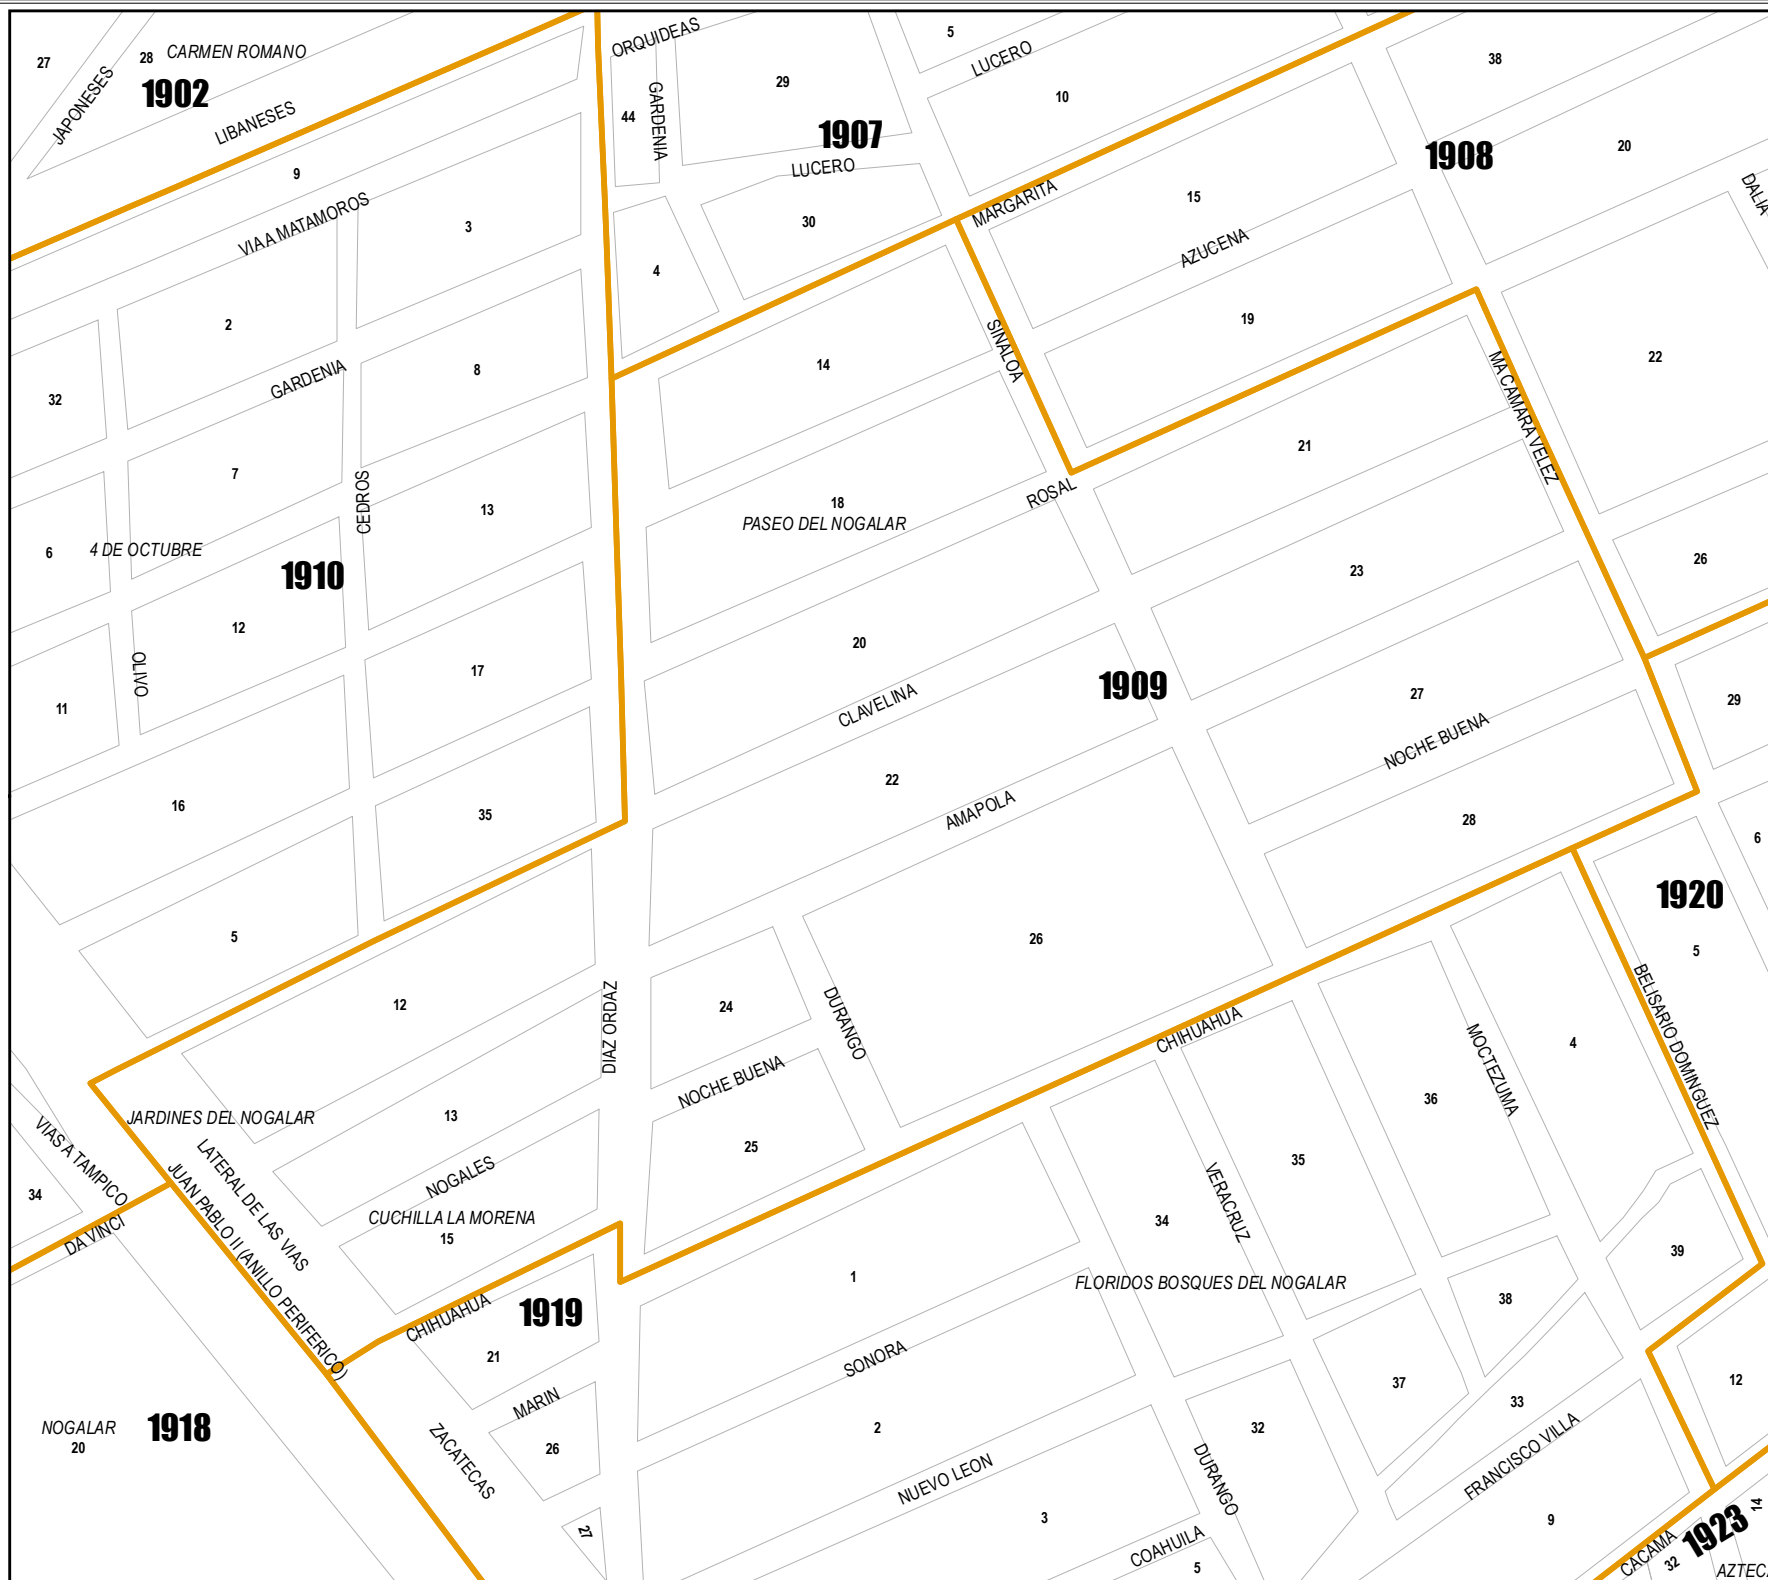 27
28
CARMEN ROMANO
1902
JAPONESES
LIBANESES
9
VIA A MATAMOROS
ORQUIDEAS
44
GARDENIA
29
5
LUCERO
10
38
1907
LUCERO
30
4
MARGARITA
15
1908
20
DALIA
AZUCENA
19
3
2
GARDENIA
8
32
7
CEDROS
13
6
4 DE OCTUBRE
1910
12
OLIVO
17
11
16
35
5
14
SINALOA
18
PASEO DEL NOGALAR
ROSAL
21
MA CAMARA VELEZ
22
23
26
20
CLAVELINA
1909
27
29
22
NOCHE BUENA
AMAPOLA
28
6
1920
5
26
24
DURANGO
DIAZ ORDAZ
NOCHE BUENA
25
CHIHUAHUA
MOCTEZUMA
4
BELISARIO DOMINGUEZ
12
13
JARDINES DEL NOGALAR
LATERAL DE LAS VIAS
JUAN PABLO II (ANILLO PERIFERICO)
VIAS A TAMPICO
34
DA VINCI
NOGALES
CUCHILLA LA MORENA
15
36
35
34
VERACRUZ
39
1
FLORIDOS BOSQUES DEL NOGALAR
38
1919
CHIHUAHUA
21
SONORA
37
12
33
MARIN
NOGALAR
20
1918
26
ZACATECAS
2
32
FRANCISCO VILLA
NUEVO LEON
DURANGO
27
3
9
COAHUILA
5
CACAMA
32
1923
14